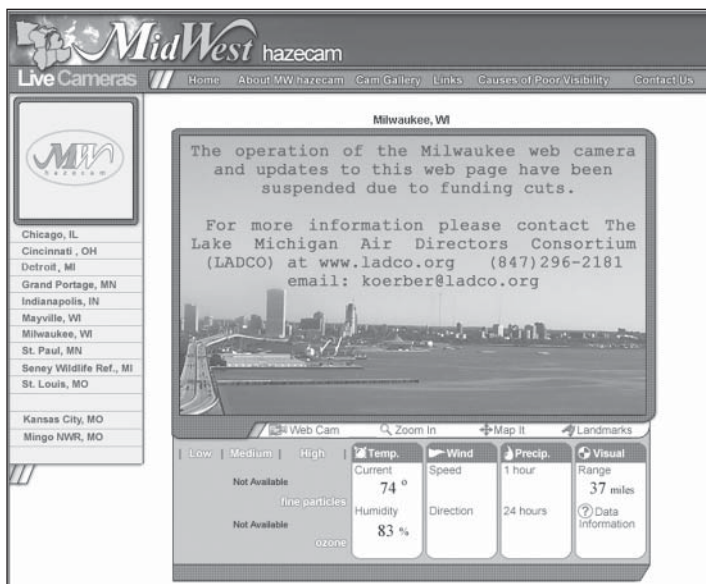 MidWest hazecam
Live Cameras
Home About MW hazecam Cam Gallery Links Causes of Poor Visibility Contact Us
MW
hazecam
Chicago, IL
Cincinnati , OH
Detroit, MI
Grand Portage, MN
Indianapolis, IN
Mayville, WI
Milwaukee, WI
St. Paul, MN
Seney Wildlife Ref., MI
St. Louis, MO
Kansas City, MO
Mingo NWR, MO
Milwaukee, WI
The operation of the Milwaukee web camera
and updates to this web page have been
suspended due to funding cuts.
For more information please contact The
Lake Michigan Air Directors Consortium
(LADCO) at www.ladco.org (847)296-2181
email: koerber@ladco.org
Web Cam Zoom In Map It Landmarks
| Low | Medium | High |
Not Available
fine particles
Not Available
ozone
Temp.
Current
74 °
Humidity
83 %
Wind
Speed
Direction
Precip.
1 hour
24 hours
Visual
Range
37 miles
? Data
Information